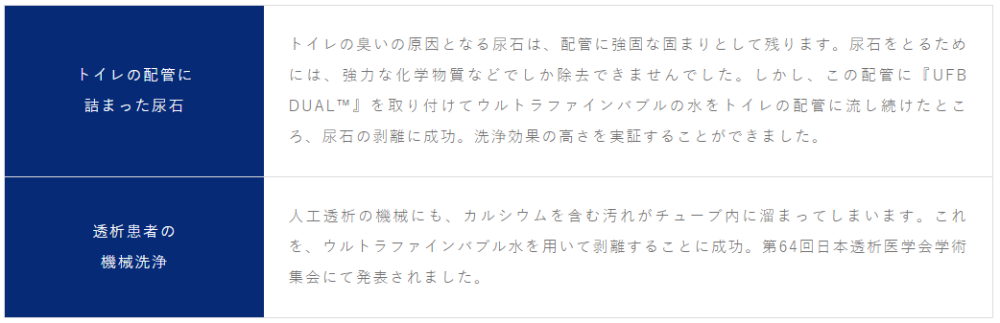 トイレの配管に
詰まった尿石
トイレの臭いの原因となる尿石は、配管に強固な固まりとして残ります。尿石をとるため
には、強力な化学物質などでしか除去できませんでした。しかし、この配管に『UFB
DUAL™』を取り付けてウルトラファインバブルの水をトイレの配管に流し続けたとこ
ろ、尿石の剥離に成功。洗浄効果の高さを実証することができました。
透析患者の
機械洗浄
人工透析の機械にも、カルシウムを含む汚れがチューブ内に溜まってしまいます。これ
を、ウルトラファインバブル水を用いて剥離することに成功。第64回日本透析医学会学術
集会にて発表されました。